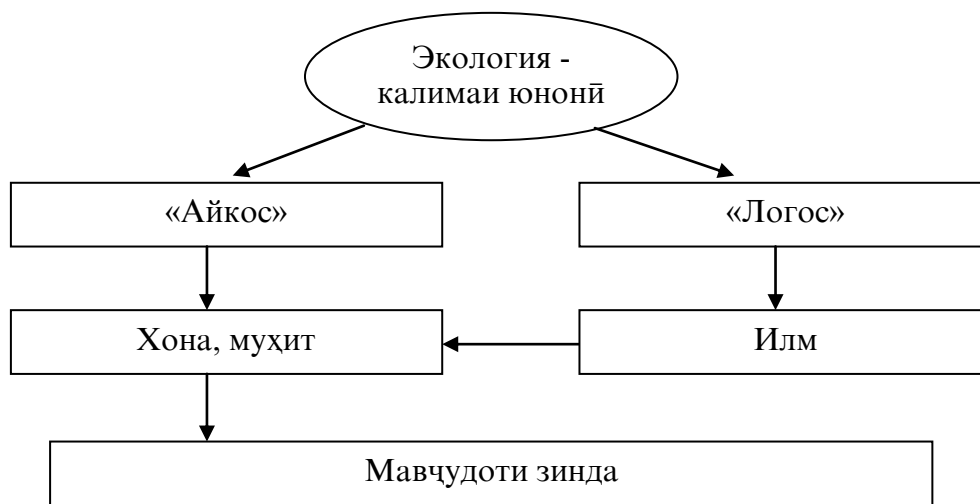 Экология -
калимаи юнонӣ
«Айкос»
«Логос»
Хона, муҳит
Илм
Мавҷудоти зинда